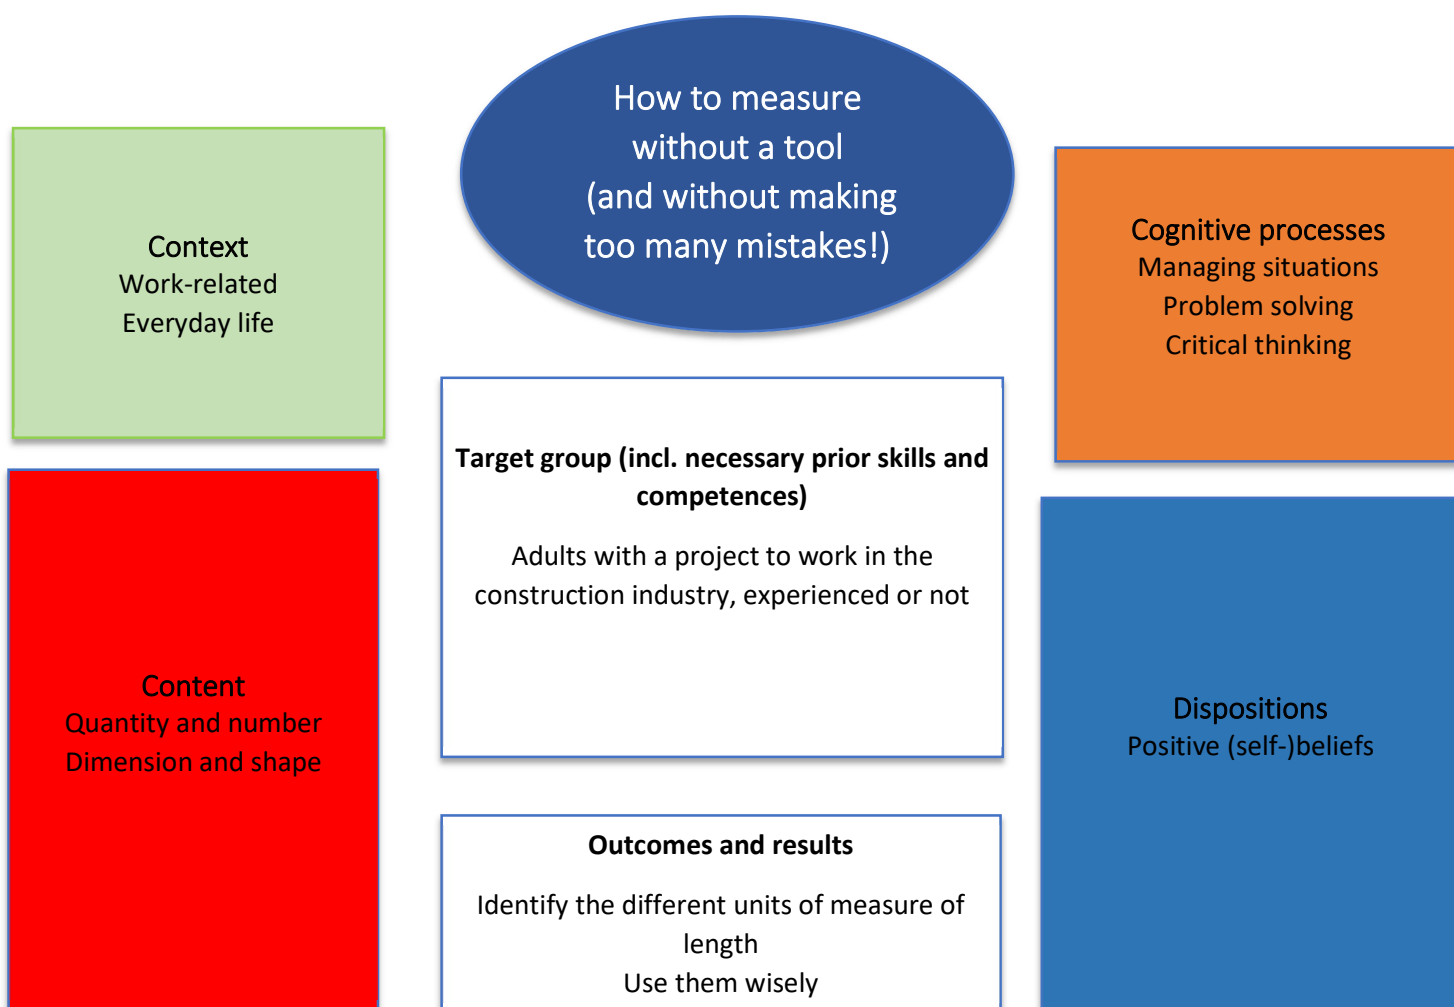 How to measure
without a tool
(and without making
too many mistakes!)
Context
Work-related
Everyday life
Cognitive processes
Managing situations
Problem solving
Critical thinking
Target group (incl. necessary prior skills and
competences)
Adults with a project to work in the
construction industry, experienced or not
Content
Quantity and number
Dimension and shape
Dispositions
Positive (self-)beliefs
Outcomes and results
Identify the different units of measure of
length
Use them wisely